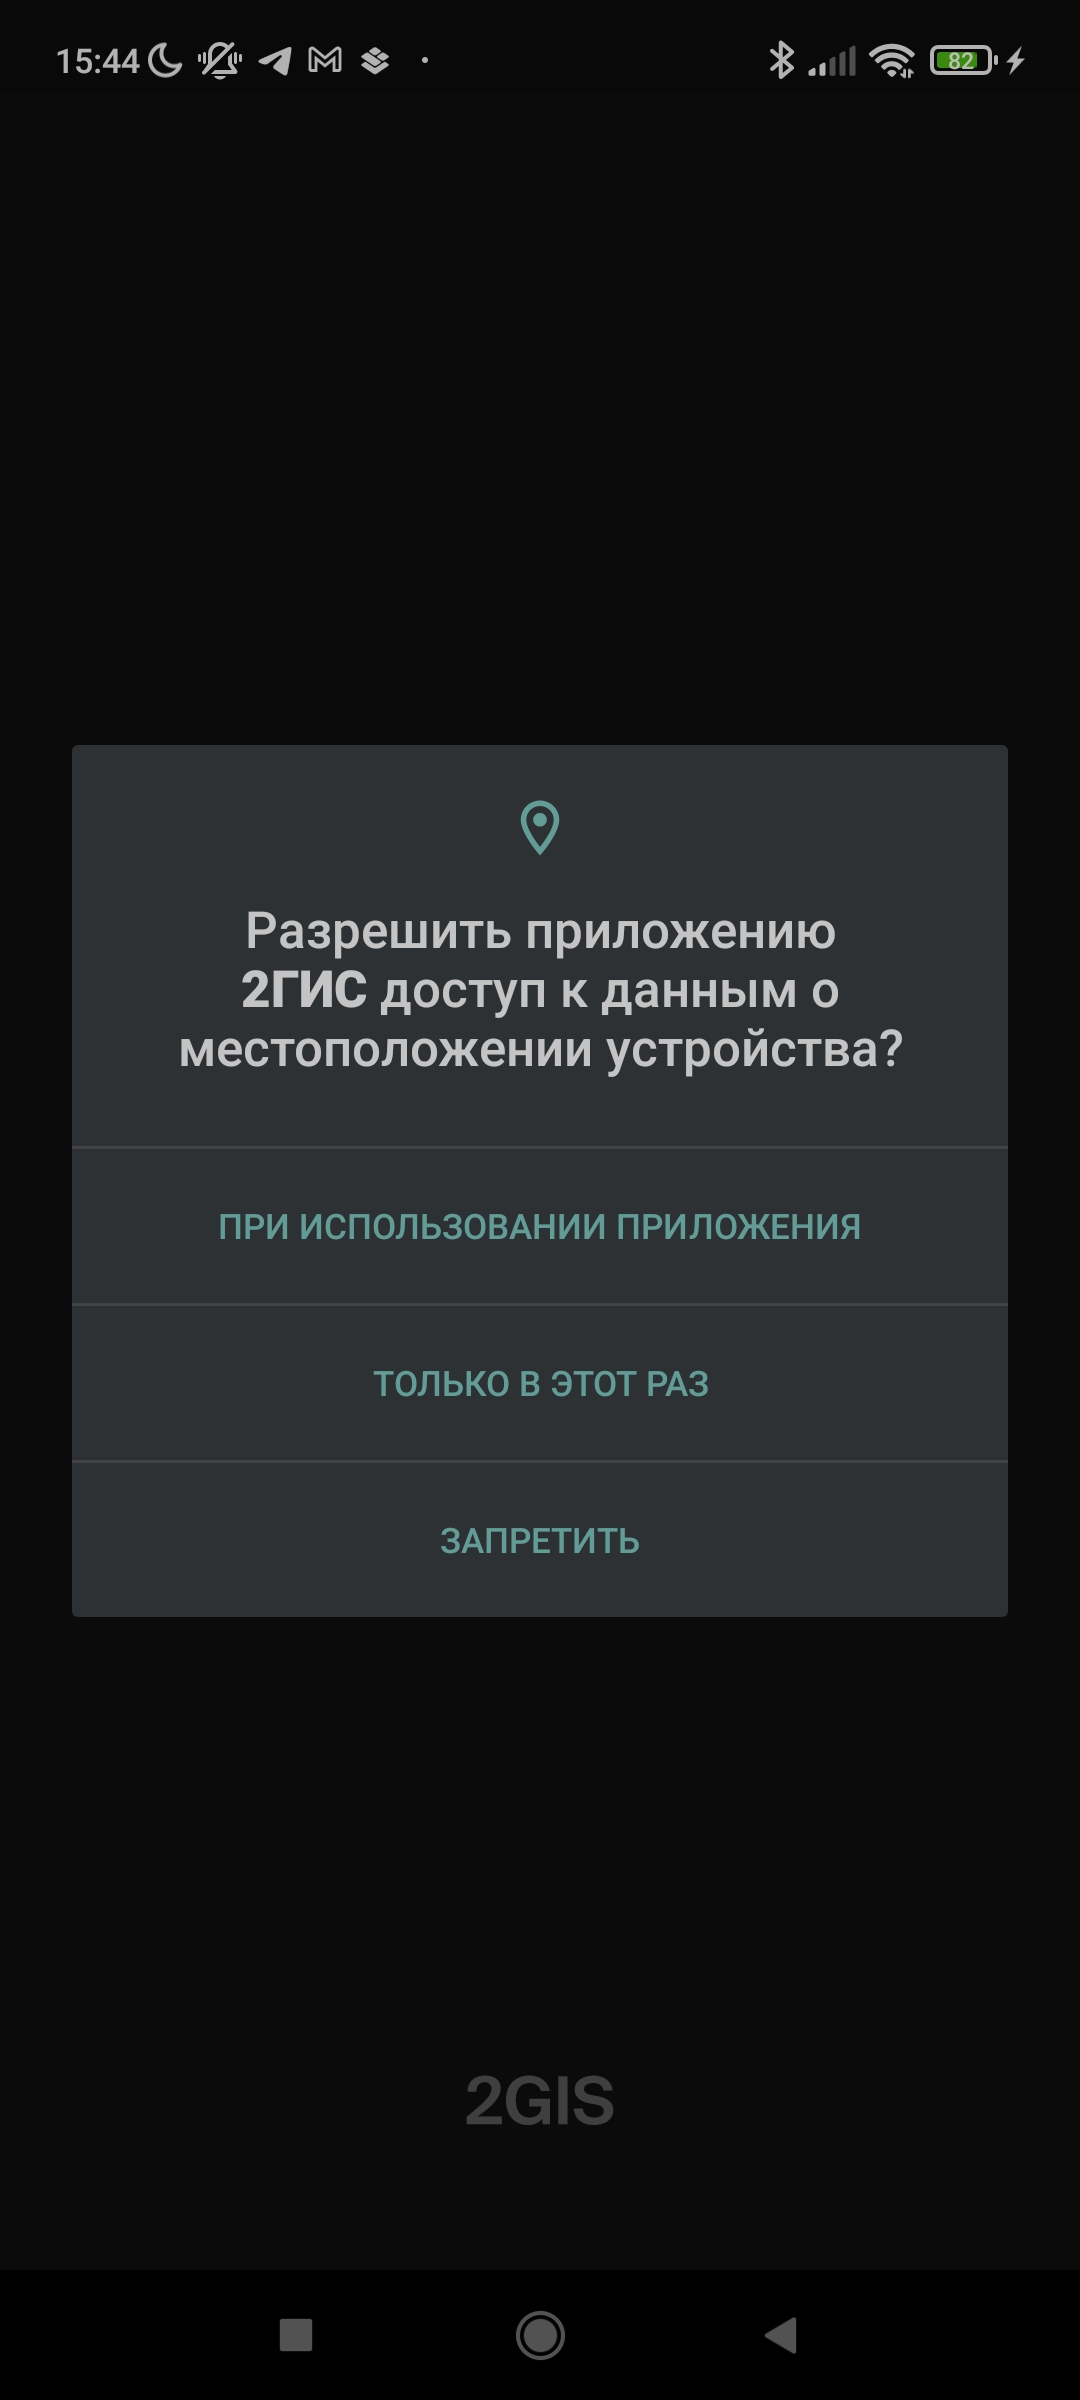 15:44
82
Разрешить приложению
2ГИС доступ к данным о
местоположении устройства?
ПРИ ИСПОЛЬЗОВАНИИ ПРИЛОЖЕНИЯ
ТОЛЬКО В ЭТОТ РАЗ
ЗАПРЕТИТЬ
2GIS